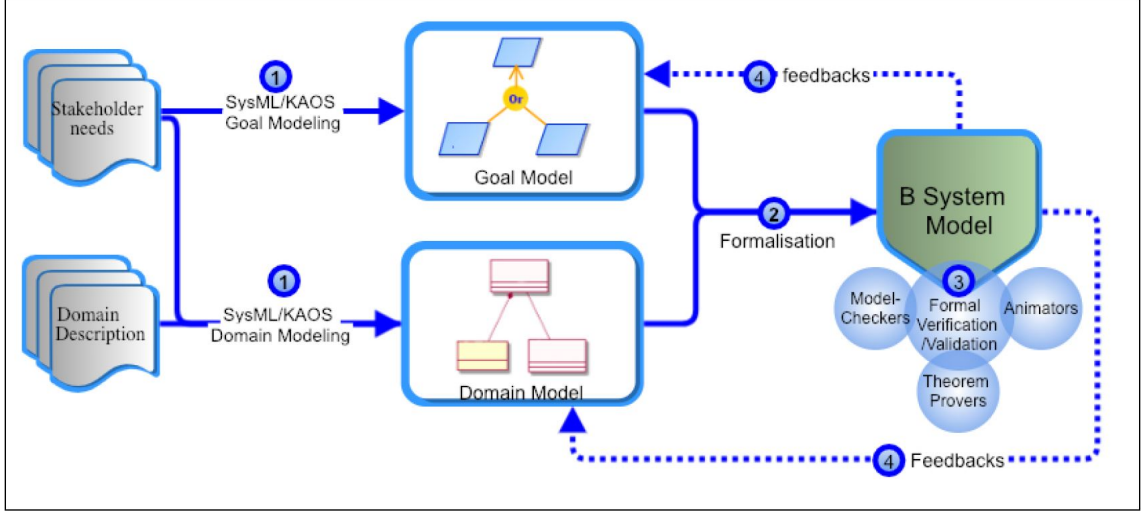 Stakeholder
needs
1
SysML/KAOS
Goal Modeling
Or
Goal Model
4 feedbacks
2
Formalisation
B System
Model
Domain
Description
1
SysML/KAOS
Domain Modeling
Domain Model
Model-
Checkers
3
Formal
Verification
/Validation
Animators
Theorem
Provers
4 Feedbacks